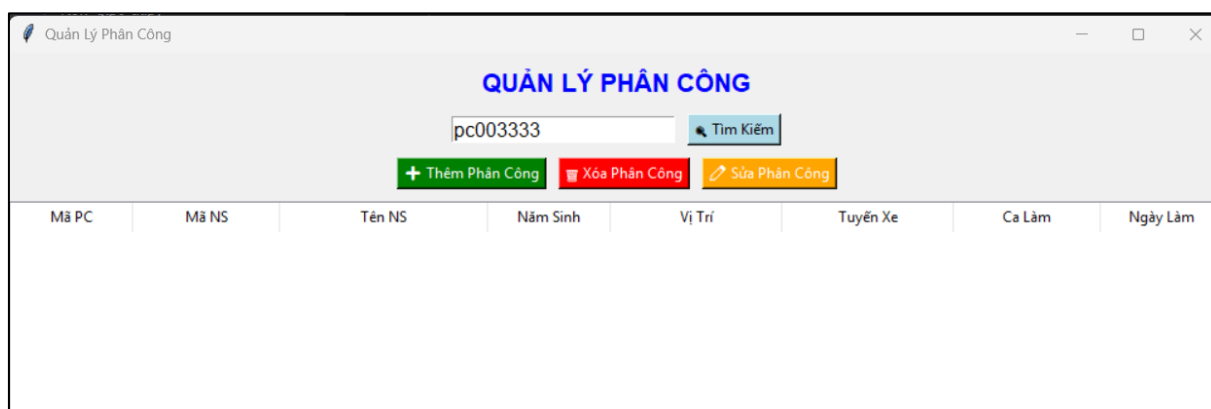 Quản Lý Phân Công
QUẢN LÝ PHÂN CÔNG
pc003333 Tìm Kiếm
Thêm Phân Công Xóa Phân Công Sửa Phân Công
Mã PC Mã NS Tên NS Năm Sinh Vị Trí Tuyến Xe Ca Làm Ngày Làm